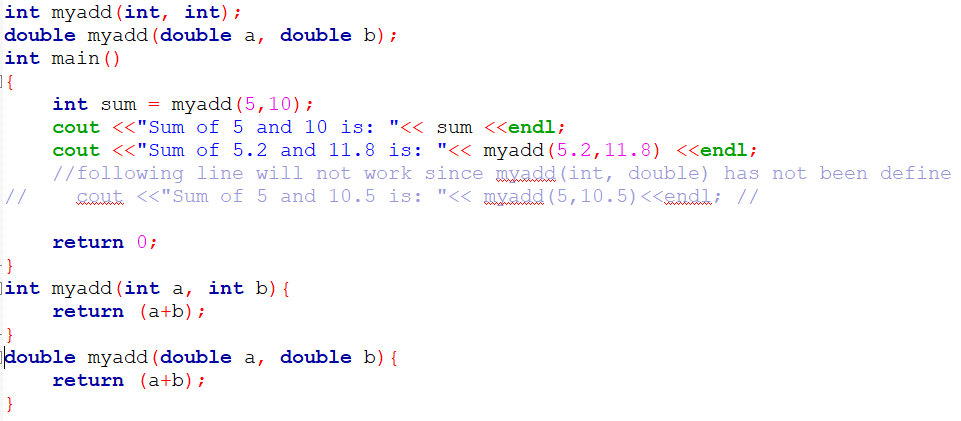 int myadd(int, int);
double myadd(double a, double b);
int main()
{
    int sum = myadd(5,10);
    cout <<"Sum of 5 and 10 is: "<< sum <<endl;
    cout <<"Sum of 5.2 and 11.8 is: "<< myadd(5.2,11.8) <<endl;
    //following line will not work since myadd(int, double) has not been define
//    cout <<"Sum of 5 and 10.5 is: "<< myadd(5,10.5)<<endl; //
    return 0;
}
int myadd(int a, int b){
    return (a+b);
}
double myadd(double a, double b){
    return (a+b);
}